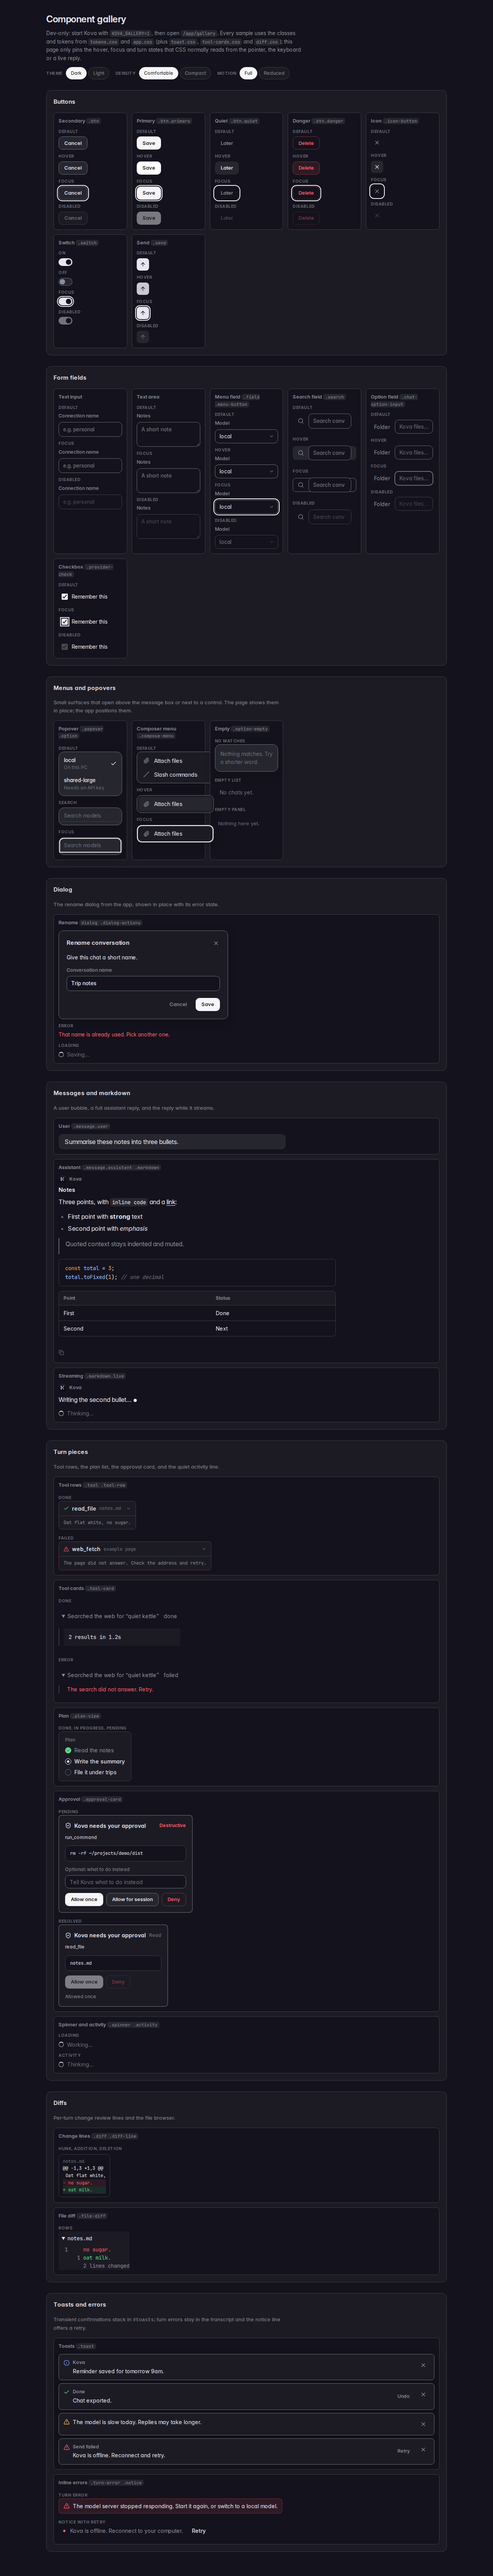 Component gallery
Dev-only: start Kova with KOVA_GALLERY=1, then open /app/gallery. Every sample uses the classes
and tokens from tokens.css and app.css (plus toast.css, tool-cards.css and diff.css); this
page only pins the hover, focus and turn states that CSS normally reads from the pointer, the keyboard
or a live reply.
THEME Dark Light DENSITY Comfortable Compact MOTION Full Reduced
Buttons
Secondary .btn
DEFAULT
Cancel
HOVER
Cancel
FOCUS
Cancel
DISABLED
Cancel
Primary .btn.primary
DEFAULT
Save
HOVER
Save
FOCUS
Save
DISABLED
Save
Quiet .btn.quiet
DEFAULT
Later
HOVER
Later
FOCUS
Later
DISABLED
Later
Danger .btn.danger
DEFAULT
Delete
HOVER
Delete
FOCUS
Delete
DISABLED
Delete
Icon .icon-button
DEFAULT
HOVER
FOCUS
DISABLED
Switch .switch
ON
OFF
FOCUS
DISABLED
Send .send
DEFAULT
HOVER
FOCUS
DISABLED
Form fields
Text input
DEFAULT
Connection name
e.g. personal
FOCUS
Connection name
e.g. personal
DISABLED
Connection name
e.g. personal
Text area
DEFAULT
Notes
A short note
FOCUS
Notes
A short note
DISABLED
Notes
A short note
Menu field .field
.menu-button
DEFAULT
Model
local
HOVER
Model
local
FOCUS
Model
local
DISABLED
Model
local
Search field .search
DEFAULT
Search conv
HOVER
Search conv
FOCUS
Search conv
DISABLED
Search conv
Option field .chat-
option-input
DEFAULT
Folder Kova files...
HOVER
Folder Kova files...
FOCUS
Folder Kova files...
DISABLED
Folder Kova files...
Checkbox .provider-
check
DEFAULT
Remember this
FOCUS
Remember this
DISABLED
Remember this
Menus and popovers
Small surfaces that open above the message box or next to a control. The page shows them
in place; the app positions them.
Popover .popover
.option
DEFAULT
local
On this PC
shared-large
Needs an API key
SEARCH
Search models
FOCUS
Search models
Composer menu
.composer-menu
DEFAULT
Attach files
Slash commands
HOVER
Attach files
FOCUS
Attach files
Empty .option-empty
NO MATCHES
Nothing matches. Try
a shorter word.
EMPTY LIST
No chats yet.
EMPTY PANEL
Nothing here yet.
Dialog
The rename dialog from the app, shown in place with its error state.
Rename dialog .dialog-actions
Rename conversation
Give this chat a short name.
Conversation name
Trip notes
Cancel Save
ERROR
That name is already used. Pick another one.
LOADING
Saving...
Messages and markdown
A user bubble, a full assistant reply, and the reply while it streams.
User .message.user
Summarise these notes into three bullets.
Assistant .message.assistant .markdown
Kova
Notes
Three points, with inline code and a link:
• First point with strong text
• Second point with emphasis
Quoted context stays indented and muted.
const total = 3;
total.toFixed(1); // one decimal
Point Status
First Done
Second Next
Streaming .markdown.live
Kova
Writing the second bullet...
Thinking...
Turn pieces
Tool rows, the plan list, the approval card, and the quiet activity line.
Tool rows .tool .tool-row
DONE
read_file notes.md
Oat flat white, no sugar.
FAILED
web_fetch example page
The page did not answer. Check the address and retry.
Tool cards .tool-card
DONE
▾ Searched the web for "quiet kettle" done
2 results in 1.2s
ERROR
▾ Searched the web for "quiet kettle" failed
The search did not answer. Retry.
Plan .plan-view
DONE, IN PROGRESS, PENDING
Plan
Read the notes
Write the summary
File it under trips
Approval .approval-card
PENDING
Kova needs your approval Destructive
run_command
rm -rf ~/projects/demo/dist
Optional: what to do instead
Tell Kova what to do instead
Allow once Allow for session Deny
RESOLVED
Kova needs your approval Read
read_file
notes.md
Allow once Deny
Allowed once
Spinner and activity .spinner .activity
LOADING
Working...
ACTIVITY
Thinking...
Diffs
Per-turn change review lines and the file browser.
Change lines .diff .diff-line
HUNK, ADDITION, DELETION
notes.md
@@ -1,3 +1,3 @@
Oat flat white,
- no sugar.
+ oat milk.
File diff .file-diff
ROWS
▾ notes.md
1 no sugar.
1 oat milk.
2 lines changed
Toasts and errors
Transient confirmations stack in #toasts; turn errors stay in the transcript and the notice line
offers a retry.
Toasts .toast
Kova
Reminder saved for tomorrow 9am.
Done
Chat exported.
Undo
The model is slow today. Replies may take longer.
Send failed
Kova is offline. Reconnect and retry.
Retry
Inline errors .turn-error .notice
TURN ERROR
The model server stopped responding. Start it again, or switch to a local model.
NOTICE WITH RETRY
Kova is offline. Reconnect to your computer. Retry